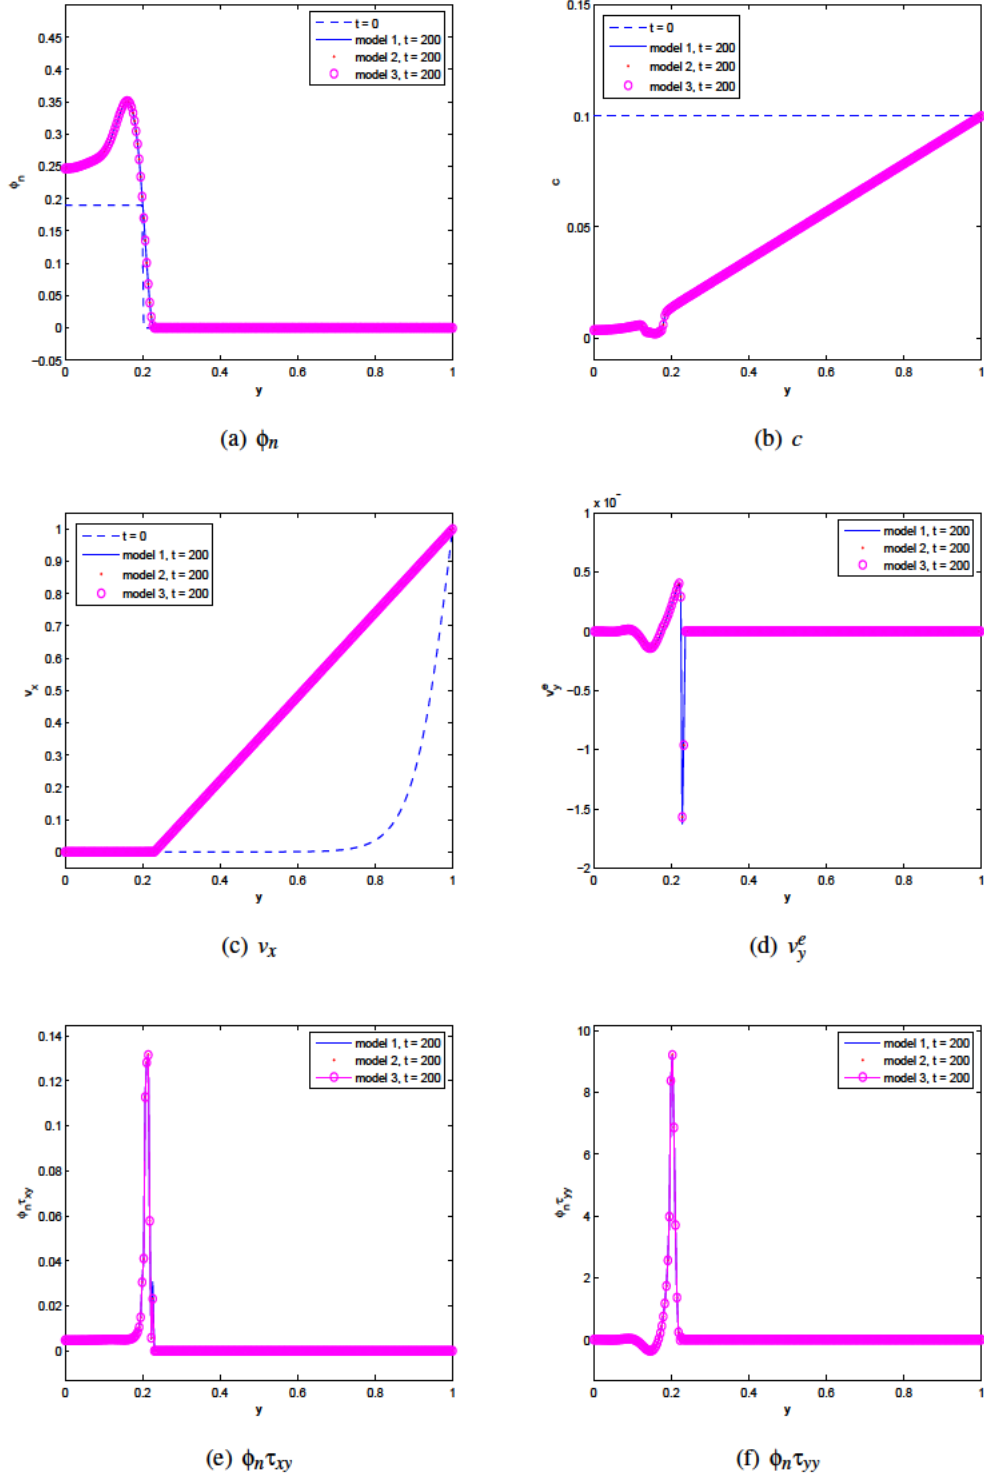 0.45
0.4
0.35
0.3
0.25
0.2
0.15
0.1
0.05
0
−0.05
ϕn
0 0.2 0.4 0.6 0.8 1
y
t = 0
model 1, t = 200
model 2, t = 200
model 3, t = 200
(a) ϕn
0.15
0.1
0.05
0
c
0 0.2 0.4 0.6 0.8 1
y
t = 0
model 1, t = 200
model 2, t = 200
model 3, t = 200
(b) c
1
0.9
0.8
0.7
0.6
0.5
0.4
0.3
0.2
0.1
0
vx
0 0.2 0.4 0.6 0.8 1
y
t = 0
model 1, t = 200
model 2, t = 200
model 3, t = 200
(c) vx
x 10⁻
1
0.5
0
−0.5
−1
−1.5
−2
v_y^e
0 0.2 0.4 0.6 0.8 1
y
model 1, t = 200
model 2, t = 200
model 3, t = 200
(d) v_y^e
0.14
0.12
0.1
0.08
0.06
0.04
0.02
0
ϕnτxy
0 0.2 0.4 0.6 0.8 1
y
model 1, t = 200
model 2, t = 200
model 3, t = 200
(e) ϕnτxy
10
8
6
4
2
0
ϕnτyy
0 0.2 0.4 0.6 0.8 1
y
model 1, t = 200
model 2, t = 200
model 3, t = 200
(f) ϕnτyy